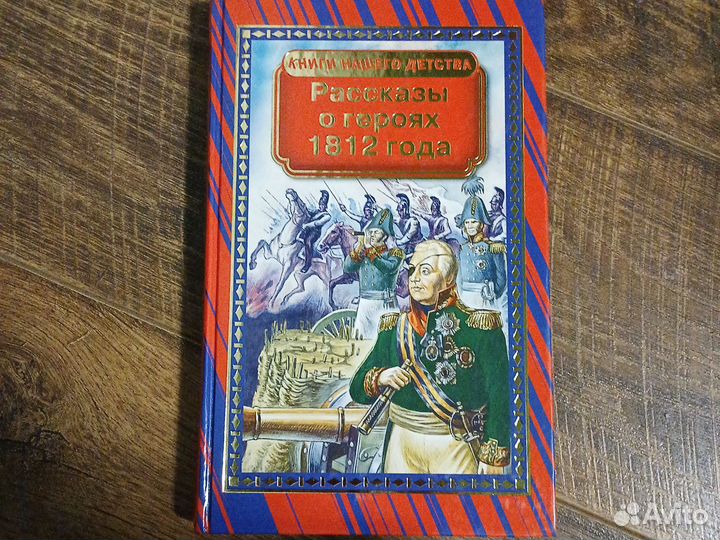 КНИГИ НАШЕГО ДЕТСТВА
Рассказы
о героях
1812 года
Avito